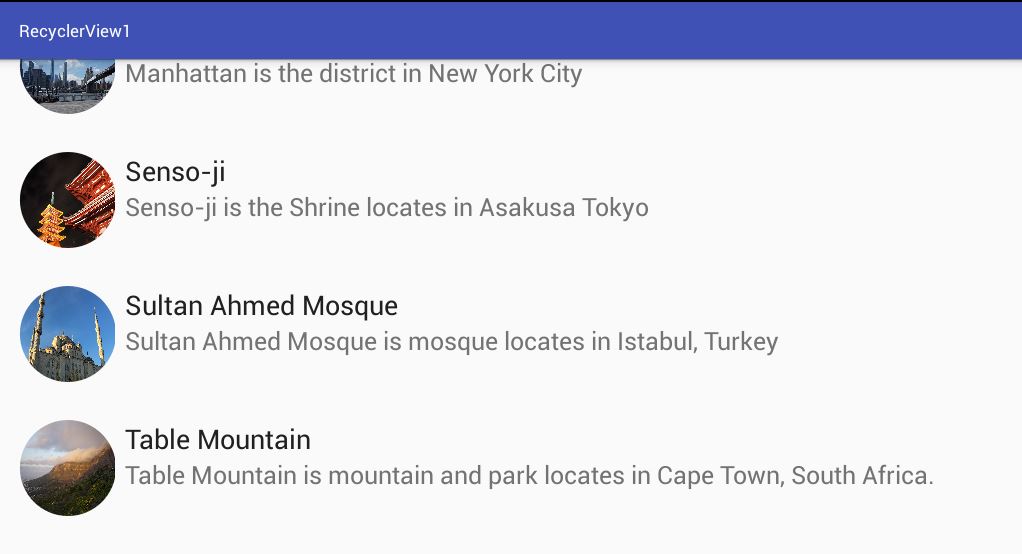 RecyclerView1
Manhattan is the district in New York City
Senso-ji
Senso-ji is the Shrine locates in Asakusa Tokyo
Sultan Ahmed Mosque
Sultan Ahmed Mosque is mosque locates in Istabul, Turkey
Table Mountain
Table Mountain is mountain and park locates in Cape Town, South Africa.